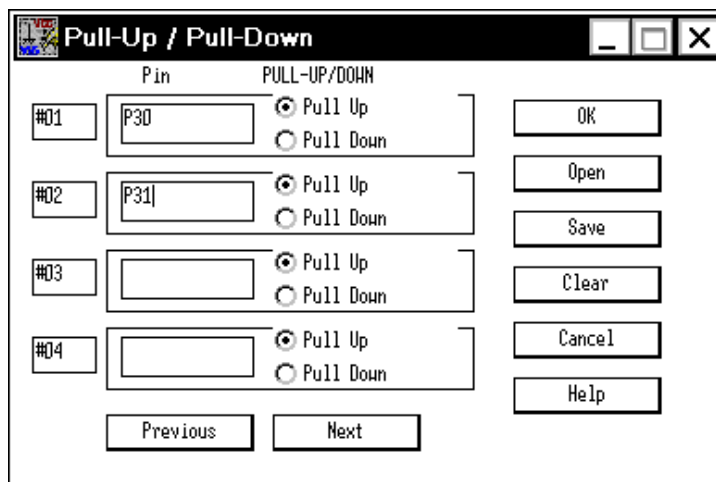 Pull-Up / Pull-Down
Pin PULL-UP/DOWN
#01 P30 Pull Up
Pull Down
#02 P31 Pull Up
Pull Down
#03 Pull Up
Pull Down
#04 Pull Up
Pull Down
OK
Open
Save
Clear
Cancel
Help
Previous Next